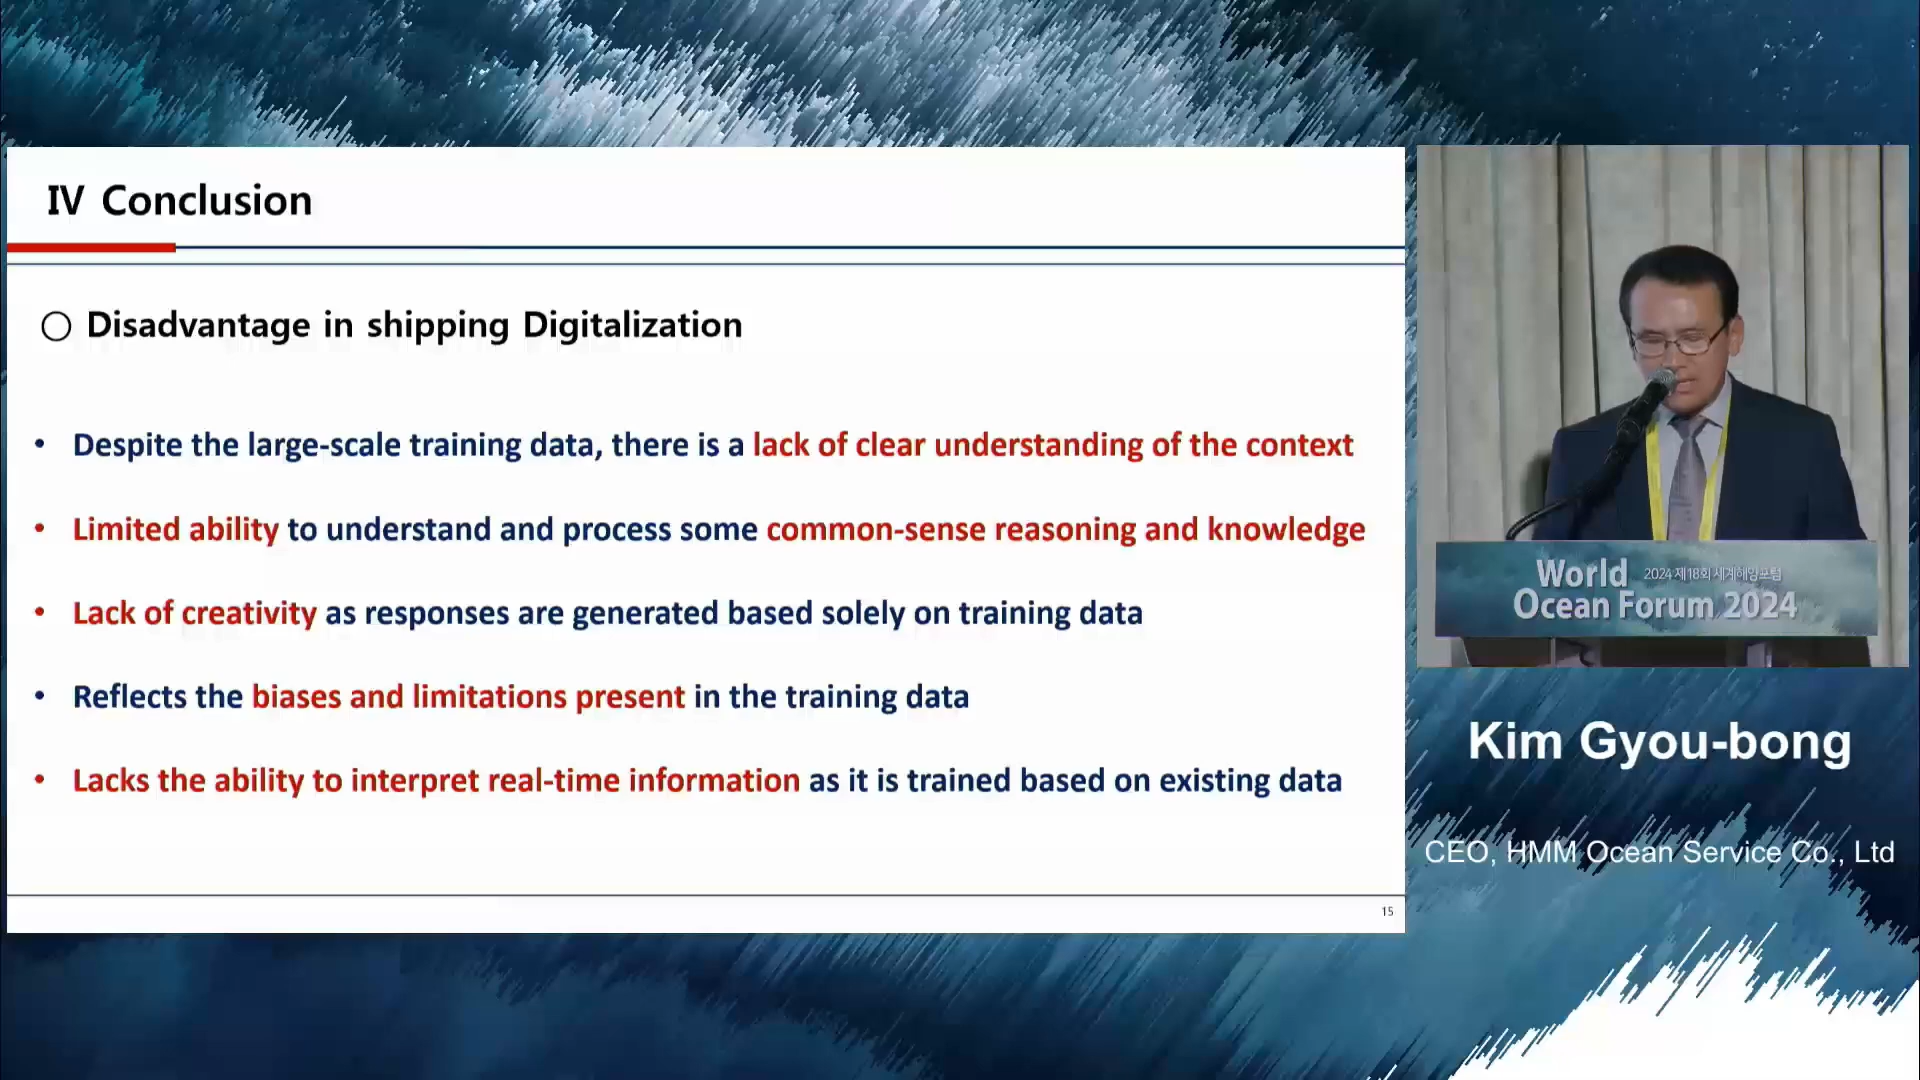 IV Conclusion
○ Disadvantage in shipping Digitalization
• Despite the large-scale training data, there is a lack of clear understanding of the context
• Limited ability to understand and process some common-sense reasoning and knowledge
• Lack of creativity as responses are generated based solely on training data
• Reflects the biases and limitations present in the training data
• Lacks the ability to interpret real-time information as it is trained based on existing data
15
World 2024 제18회 세계해양포럼
Ocean Forum 2024
Kim Gyou-bong
CEO, HMM Ocean Service Co., Ltd